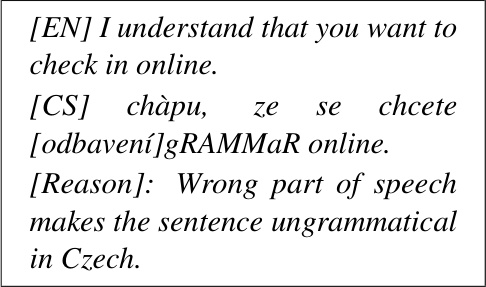 [EN] I understand that you want to
check in online.
[CS] chàpu, ze se chcete
[odbavení]gRAMMaR online.
[Reason]: Wrong part of speech
makes the sentence ungrammatical
in Czech.